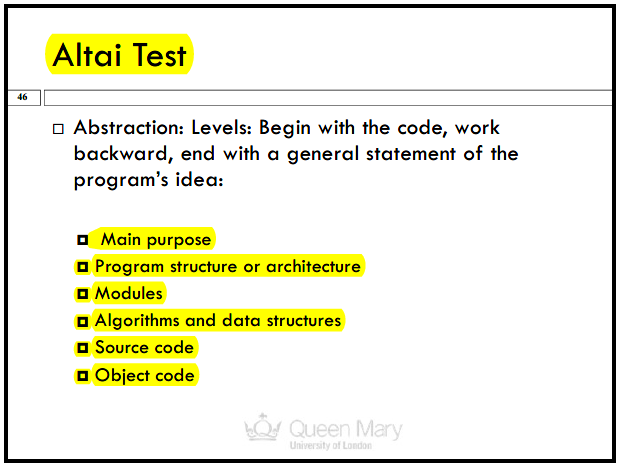 Altai Test
46
Abstraction: Levels: Begin with the code, work
backward, end with a general statement of the
program's idea:
Main purpose
Program structure or architecture
Modules
Algorithms and data structures
Source code
Object code
Queen Mary
University of London